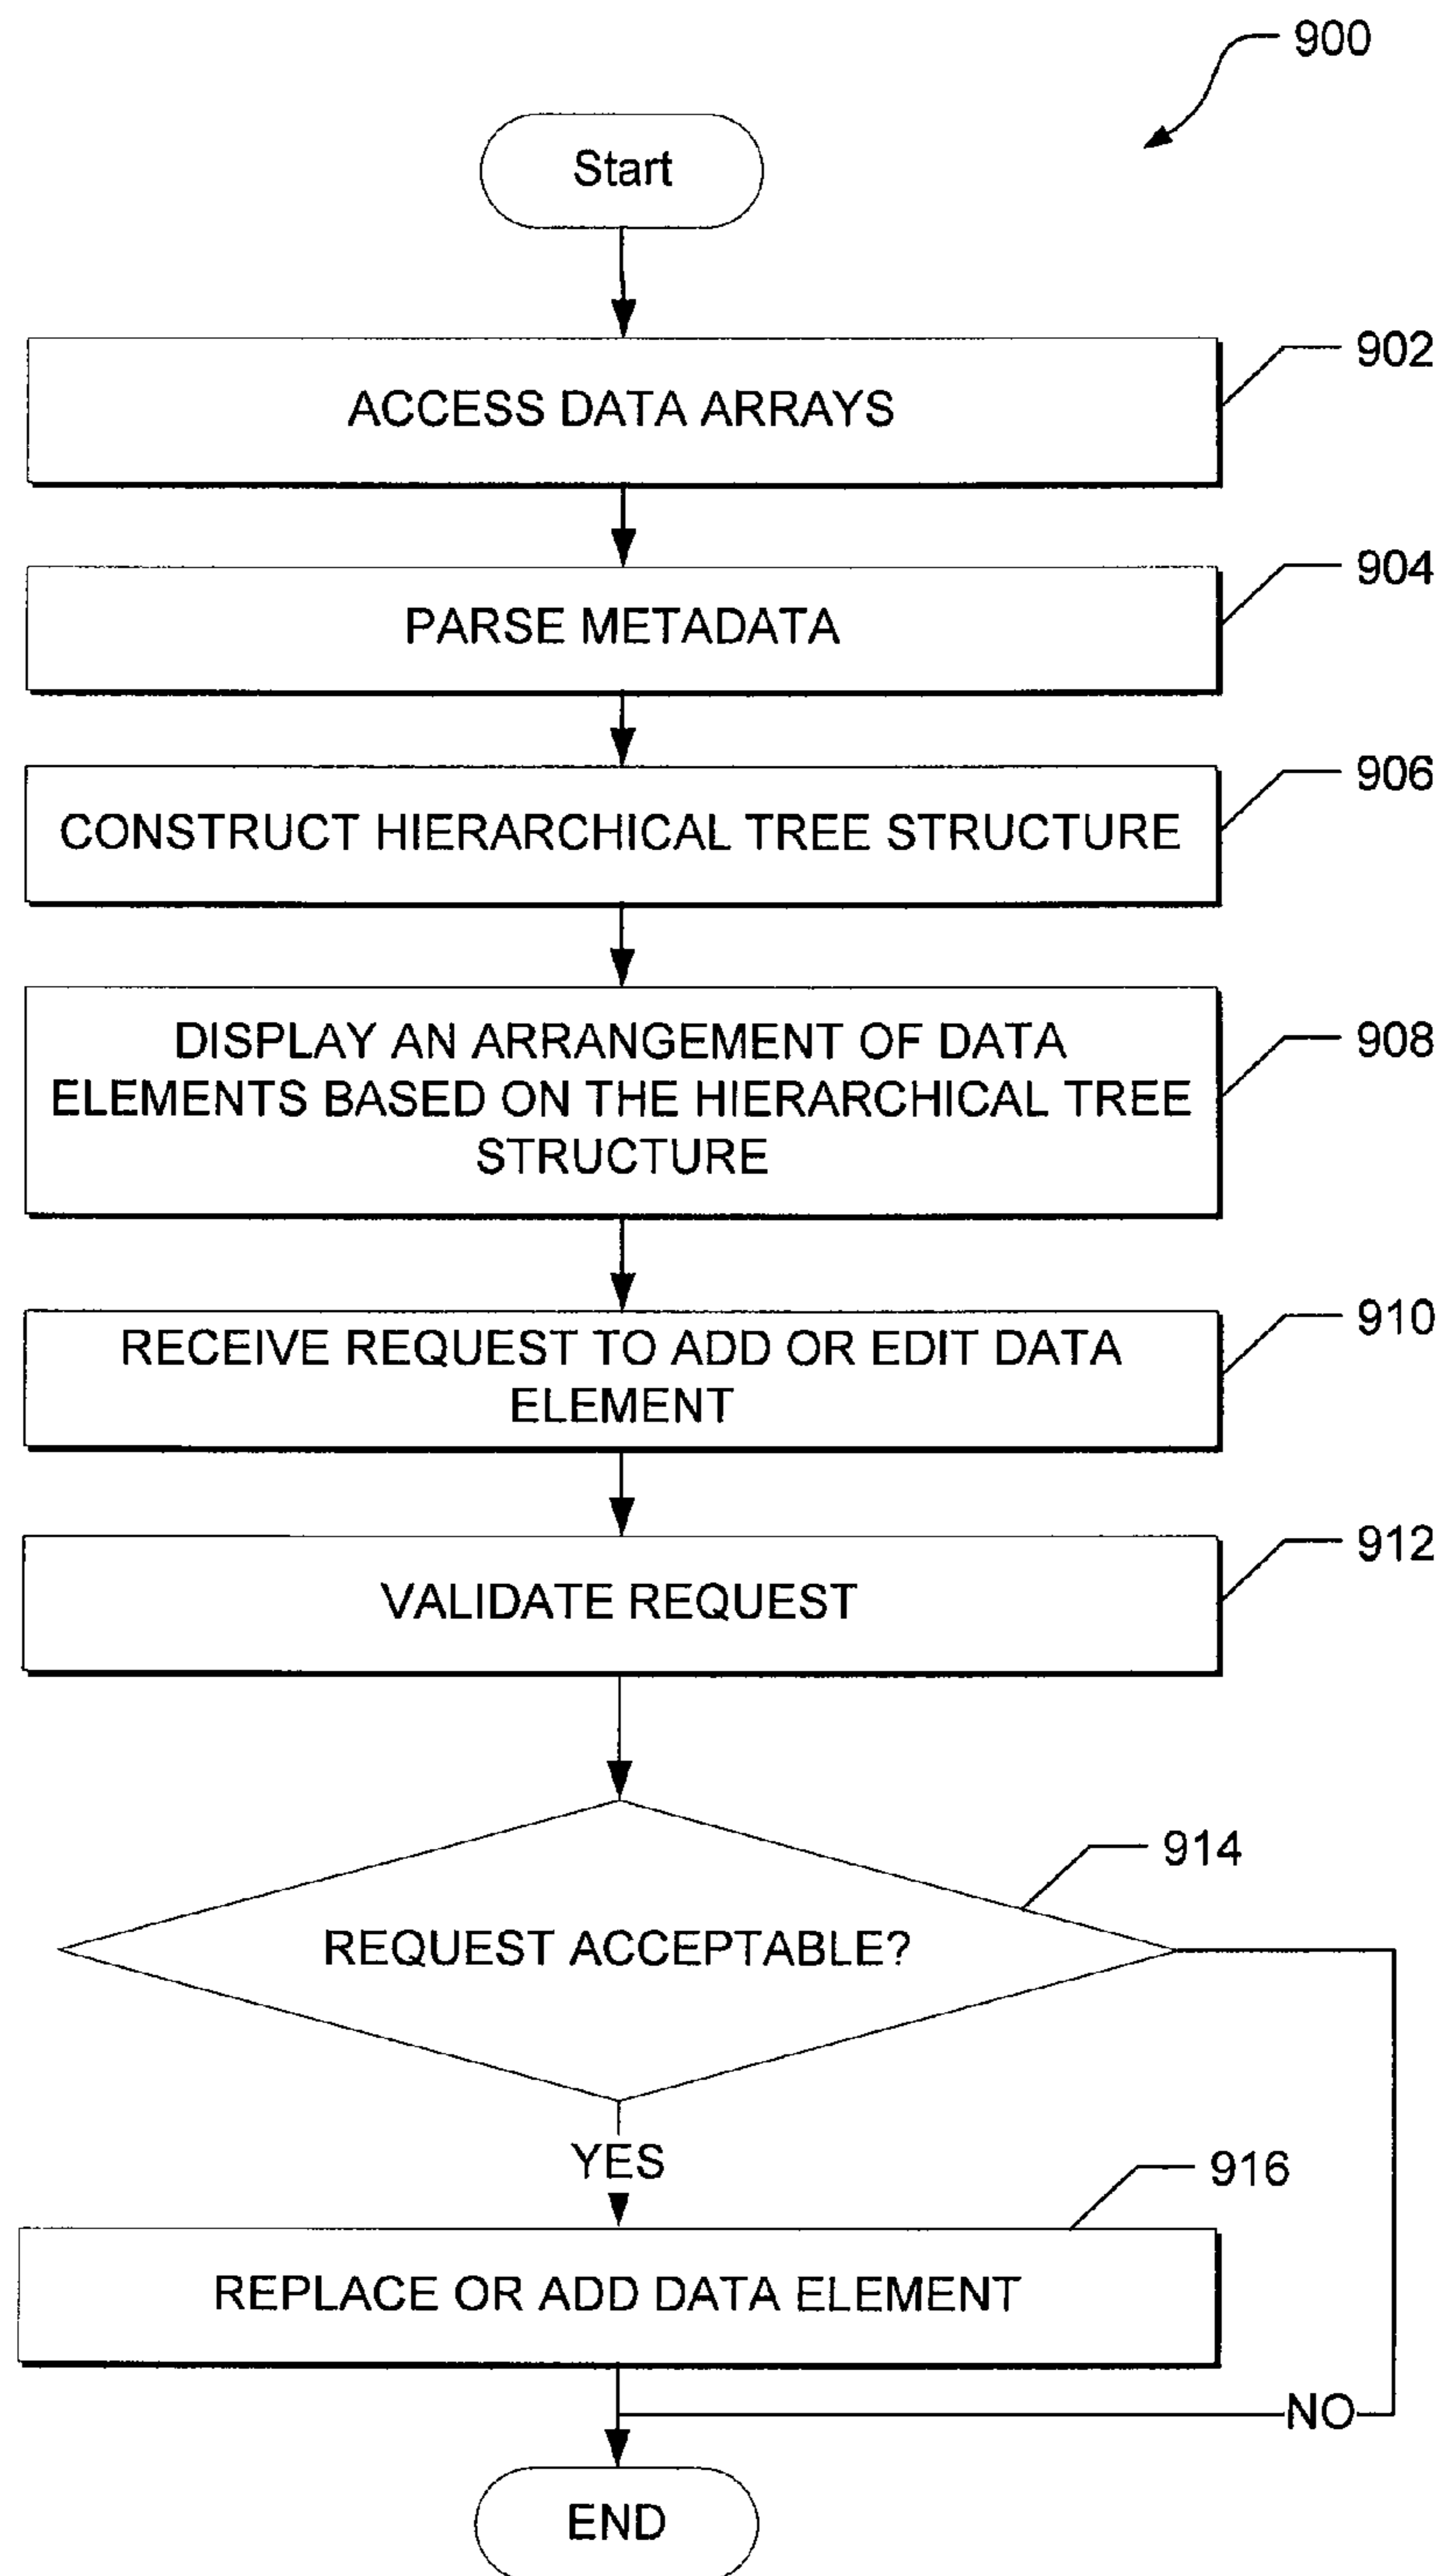 900
Start
902
ACCESS DATA ARRAYS
904
PARSE METADATA
906
CONSTRUCT HIERARCHICAL TREE STRUCTURE
908
DISPLAY AN ARRANGEMENT OF DATA
ELEMENTS BASED ON THE HIERARCHICAL TREE
STRUCTURE
910
RECEIVE REQUEST TO ADD OR EDIT DATA
ELEMENT
912
VALIDATE REQUEST
914
REQUEST ACCEPTABLE?
YES
916
REPLACE OR ADD DATA ELEMENT
NO
END